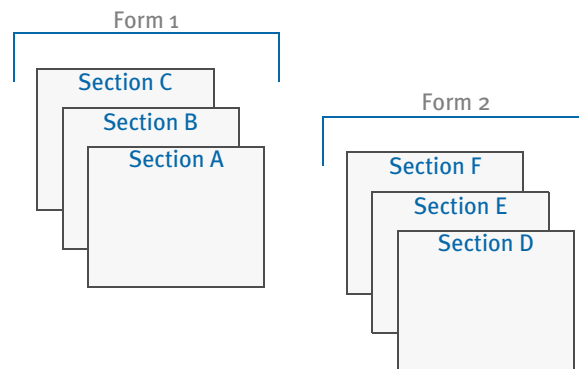 Form 1
Section C
Section B
Section A
Form 2
Section F
Section E
Section D